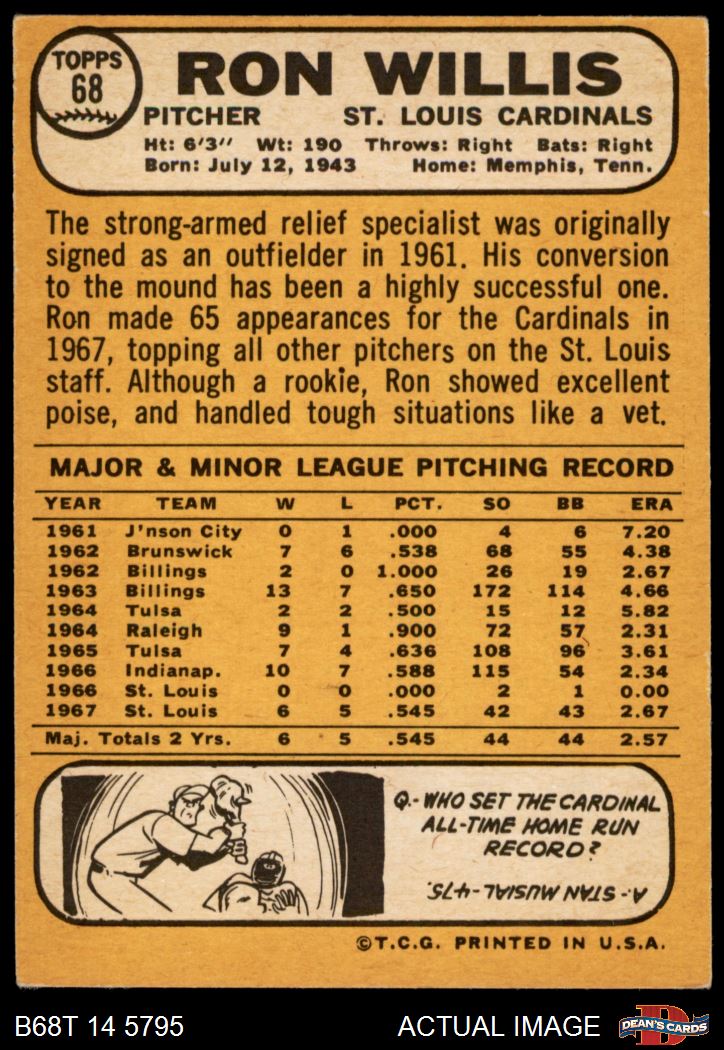 TOPPS
68
RON WILLIS
PITCHER ST. LOUIS CARDINALS
Ht: 6'3" Wt: 190 Throws: Right Bats: Right
Born: July 12, 1943 Home: Memphis, Tenn.
The strong-armed relief specialist was originally
signed as an outfielder in 1961. His conversion
to the mound has been a highly successful one.
Ron made 65 appearances for the Cardinals in
1967, topping all other pitchers on the St. Louis
staff. Although a rookie, Ron showed excellent
poise, and handled tough situations like a vet.
MAJOR & MINOR LEAGUE PITCHING RECORD
YEAR TEAM W L PCT. SO BB ERA
1961 J'nson City 0 1 .000 4 6 7.20
1962 Brunswick 7 6 .538 68 55 4.38
1962 Billings 2 0 1.000 26 19 2.67
1963 Billings 13 7 .650 172 114 4.66
1964 Tulsa 2 2 .500 15 12 5.82
1964 Raleigh 9 1 .900 72 57 2.31
1965 Tulsa 7 4 .636 108 96 3.61
1966 Indianap. 10 7 .588 115 54 2.34
1966 St. Louis 0 0 .000 2 1 0.00
1967 St. Louis 6 5 .545 42 43 2.67
Maj. Totals 2 Yrs. 6 5 .545 44 44 2.57
Q.- WHO SET THE CARDINAL
ALL-TIME HOME RUN
RECORD?
A.- STAN MUSIAL - 475.
©T.C.G. PRINTED IN U.S.A.
B68T 14 5795 ACTUAL IMAGE
D
DEAN'S CARDS